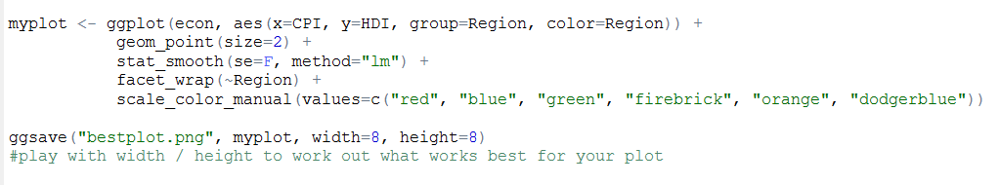 myplot <- ggplot(econ, aes(x=CPI, y=HDI, group=Region, color=Region)) +
geom_point(size=2) +
stat_smooth(se=F, method="lm") +
facet_wrap(~Region) +
scale_color_manual(values=c("red", "blue", "green", "firebrick", "orange", "dodgerblue"))
ggsave("bestplot.png", myplot, width=8, height=8)
#play with width / height to work out what works best for your plot